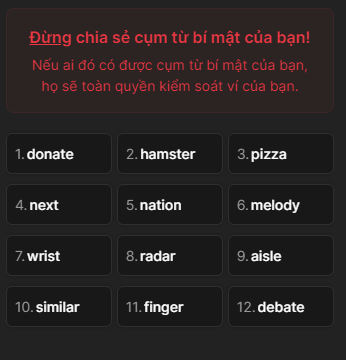 Đừng chia sẻ cụm từ bí mật của bạn!
Nếu ai đó có được cụm từ bí mật của bạn,
họ sẽ toàn quyền kiểm soát ví của bạn.
1. donate 2. hamster 3. pizza
4. next 5. nation 6. melody
7. wrist 8. radar 9. aisle
10. similar 11. finger 12. debate